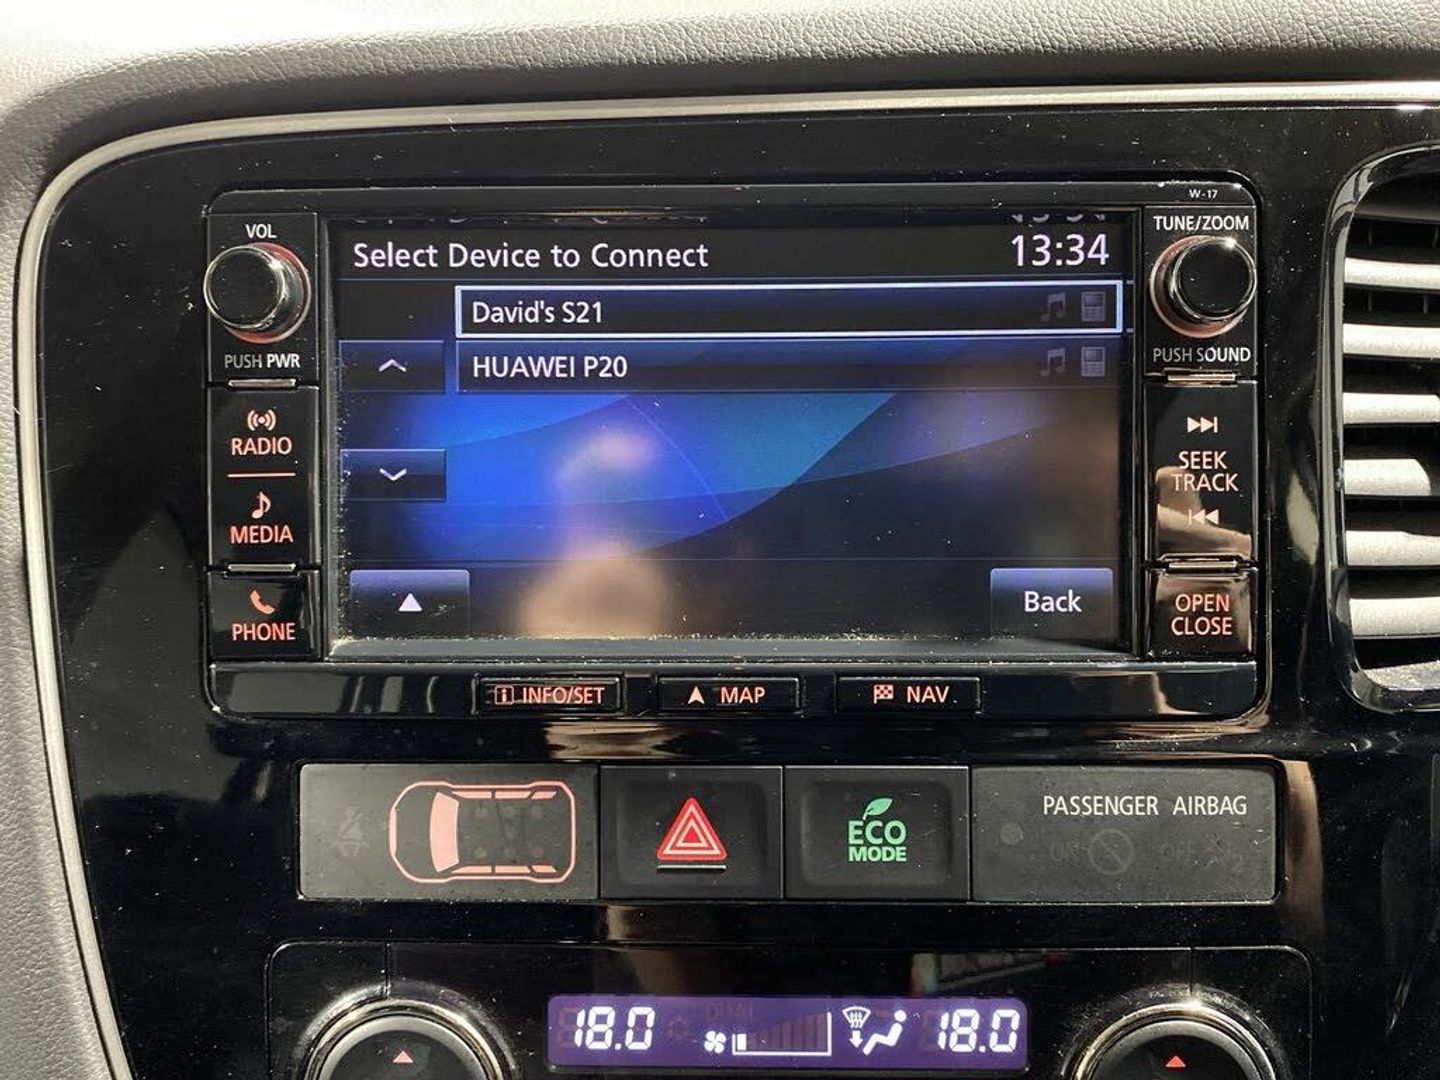 W-17
VOL
TUNE/ZOOM
Select Device to Connect
13:34
David's S21
PUSH PWR
PUSH SOUND
HUAWEI P20
RADIO
SEEK
TRACK
MEDIA
PHONE
Back
OPEN
CLOSE
INFO/SET
MAP
NAV
PASSENGER AIRBAG
ECO
MODE
18.0
18.0